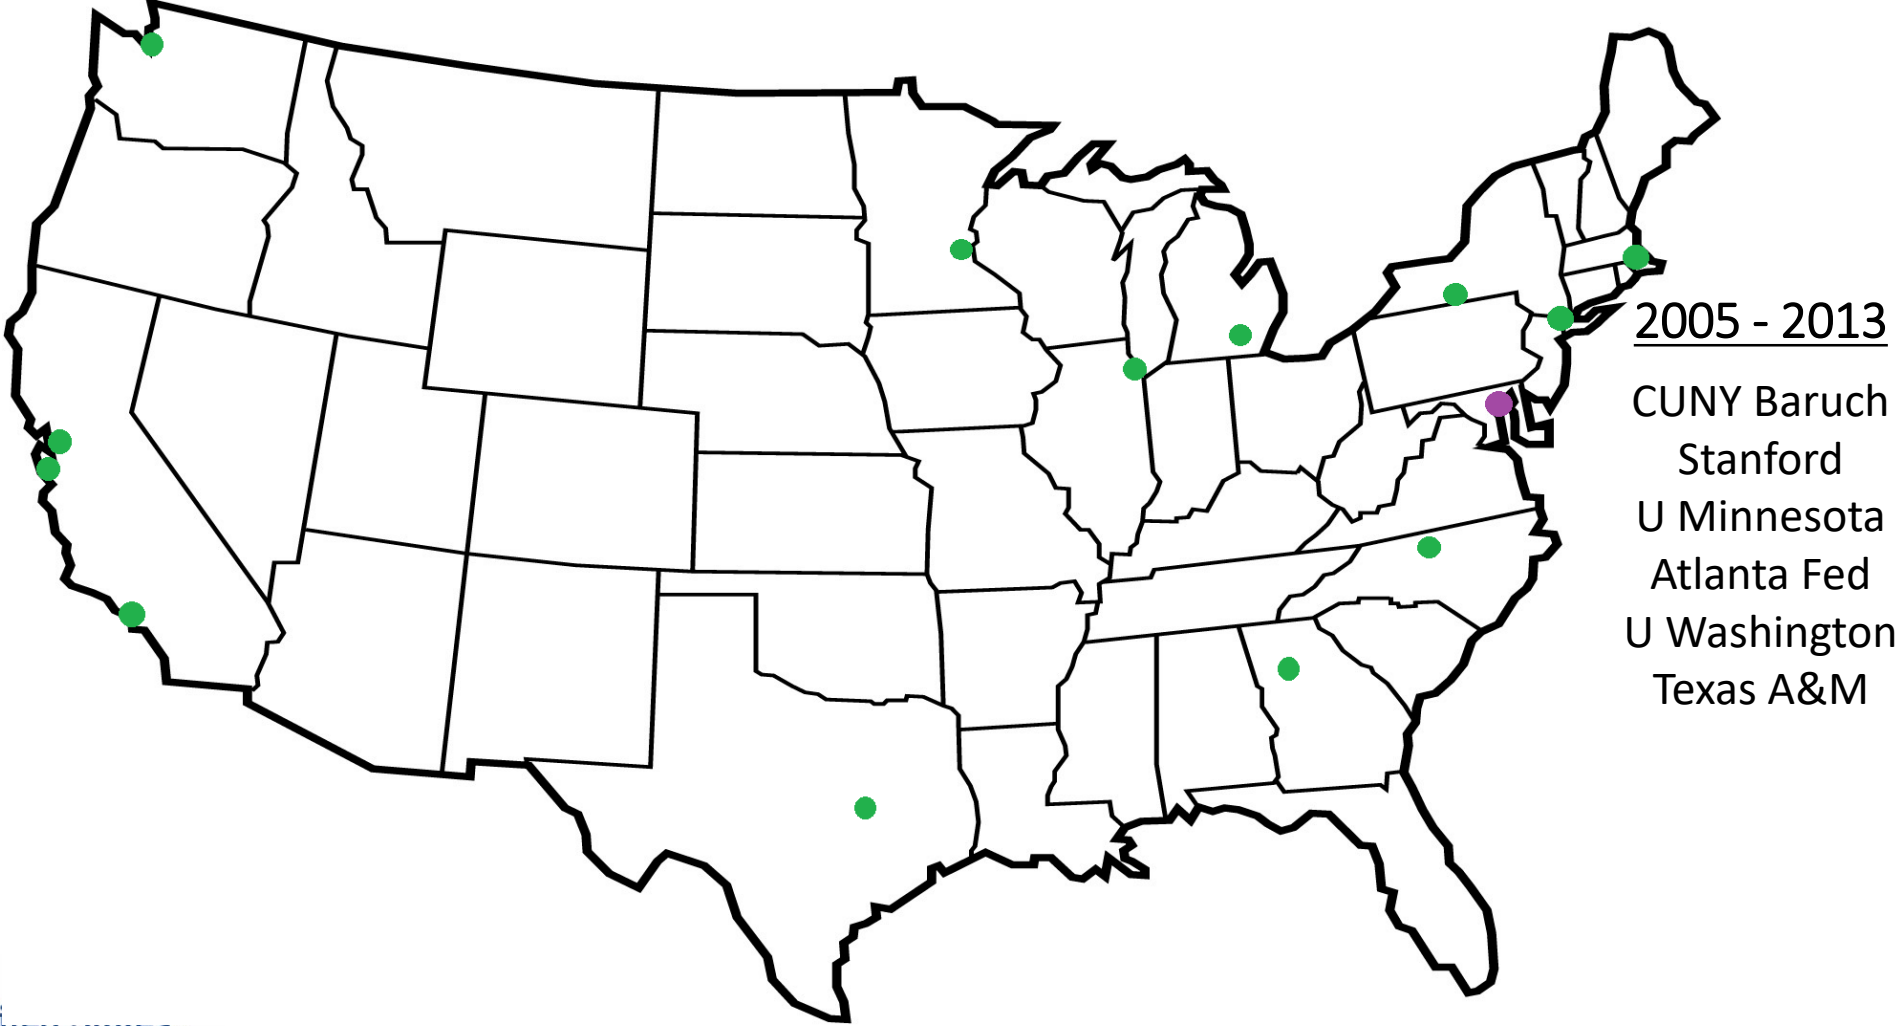 2005 - 2013
CUNY Baruch
Stanford
U Minnesota
Atlanta Fed
U Washington
Texas A&M